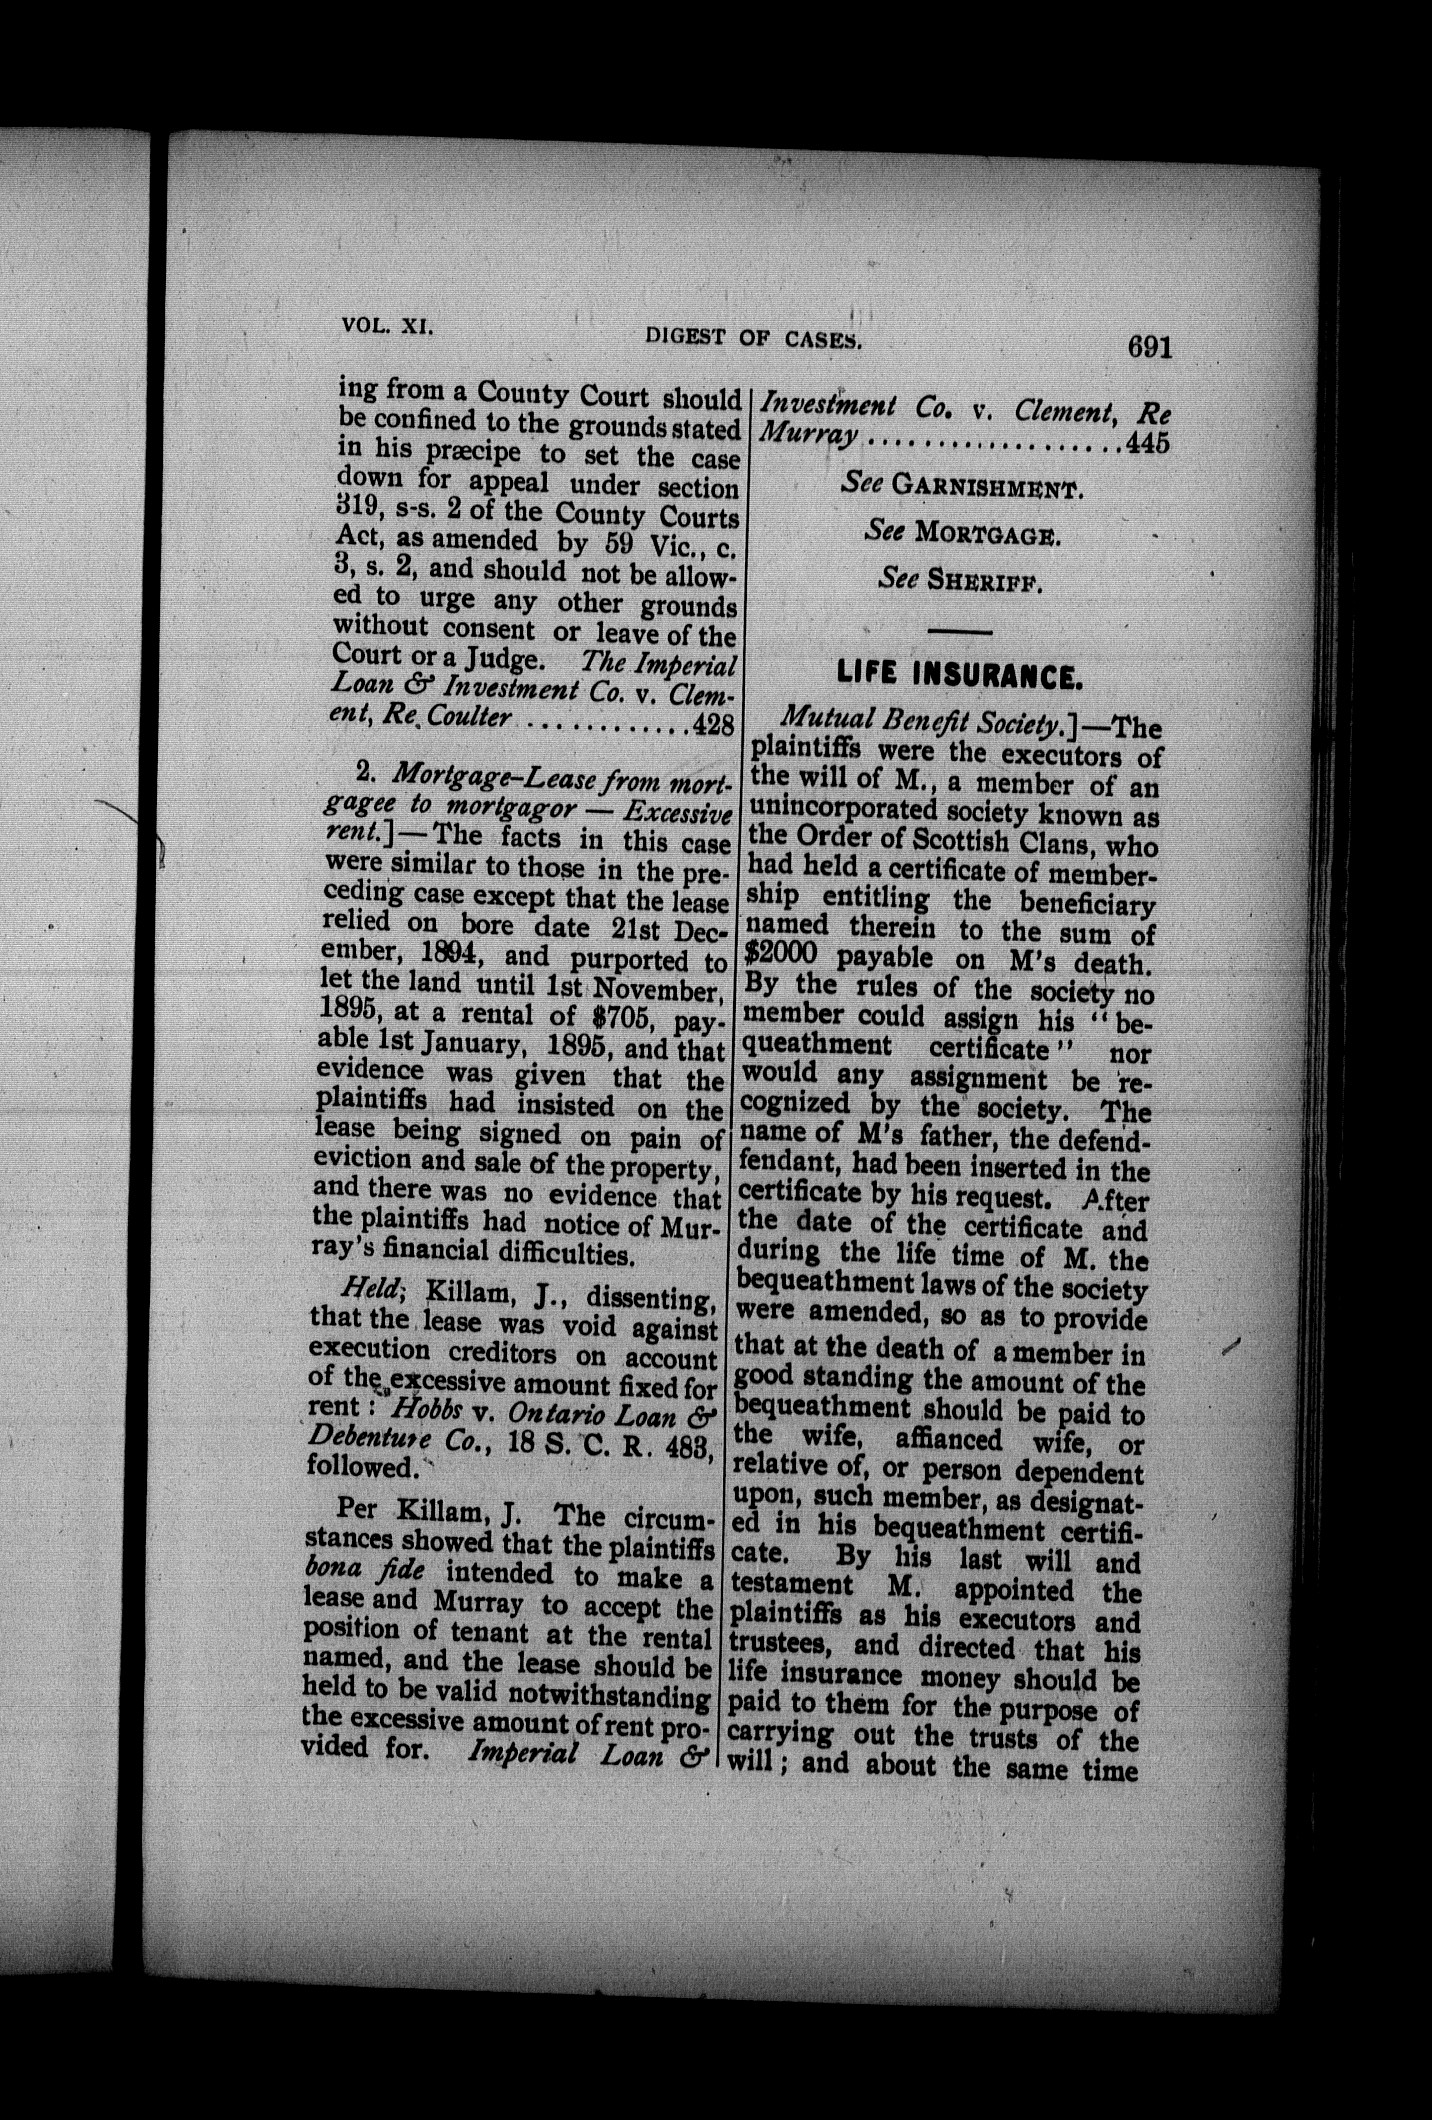 VOL. XI.
DIGEST OF CASES.
691
ing from a County Court should
be confined to the grounds stated
in his præcipe to set the case
down for appeal under section
319, s-s. 2 of the County Courts
Act, as amended by 59 Vic., c.
3, s. 2, and should not be allow-
ed to urge any other grounds
without consent or leave of the
Court or a Judge. The Imperial
Loan & Investment Co. v. Clem-
ent, Re Coulter ............428
2. Mortgage–Lease from mort-
gagee to mortgagor — Excessive
rent.]—The facts in this case
were similar to those in the pre-
ceding case except that the lease
relied on bore date 21st Dec-
ember, 1894, and purported to
let the land until 1st November,
1895, at a rental of $705, pay-
able 1st January, 1895, and that
evidence was given that the
plaintiffs had insisted on the
lease being signed on pain of
eviction and sale of the property,
and there was no evidence that
the plaintiffs had notice of Mur-
ray's financial difficulties.
Held; Killam, J., dissenting,
that the lease was void against
execution creditors on account
of the excessive amount fixed for
rent : Hobbs v. Ontario Loan &
Debenture Co., 18 S. C. R. 483,
followed.
Per Killam, J. The circum-
stances showed that the plaintiffs
bona fide intended to make a
lease and Murray to accept the
position of tenant at the rental
named, and the lease should be
held to be valid notwithstanding
the excessive amount of rent pro-
vided for. Imperial Loan &
Investment Co. v. Clement, Re
Murray ...................445
See GARNISHMENT.
See MORTGAGE.
See SHERIFF.
LIFE INSURANCE.
Mutual Benefit Society.]—The
plaintiffs were the executors of
the will of M., a member of an
unincorporated society known as
the Order of Scottish Clans, who
had held a certificate of member-
ship entitling the beneficiary
named therein to the sum of
$2000 payable on M's death.
By the rules of the society no
member could assign his "be-
queathment certificate" nor
would any assignment be re-
cognized by the society. The
name of M's father, the defend-
fendant, had been inserted in the
certificate by his request. After
the date of the certificate and
during the life time of M. the
bequeathment laws of the society
were amended, so as to provide
that at the death of a member in
good standing the amount of the
bequeathment should be paid to
the wife, affianced wife, or
relative of, or person dependent
upon, such member, as designat-
ed in his bequeathment certifi-
cate. By his last will and
testament M. appointed the
plaintiffs as his executors and
trustees, and directed that his
life insurance money should be
paid to them for the purpose of
carrying out the trusts of the
will ; and about the same time